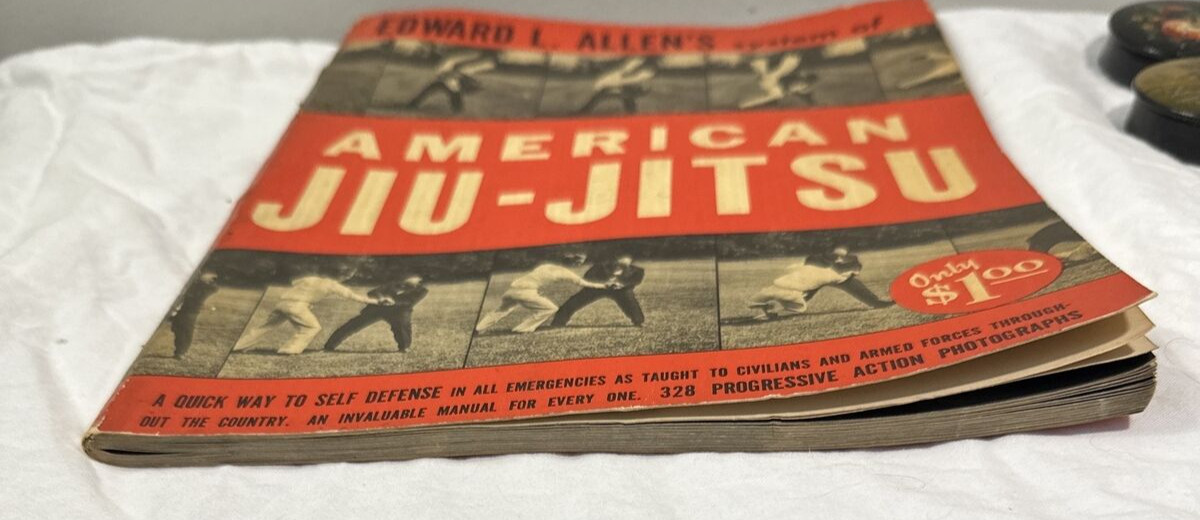 EDWARD L. ALLEN'S system of
AMERICAN
JIU-JITSU
Only
$1.00
A QUICK WAY TO SELF DEFENSE IN ALL EMERGENCIES AS TAUGHT TO CIVILIANS AND ARMED FORCES THROUGH-
OUT THE COUNTRY. AN INVALUABLE MANUAL FOR EVERY ONE. 328 PROGRESSIVE ACTION PHOTOGRAPHS